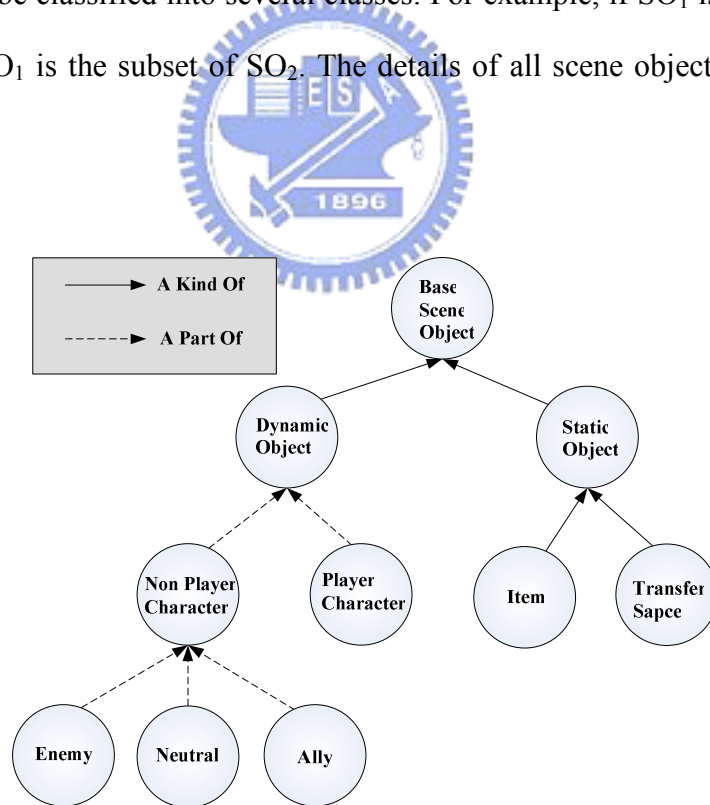 be classified into several classes. For example, if SO₁ is
O₁ is the subset of SO₂. The details of all scene object
E S A
1896
A Kind Of
A Part Of
Base
Scene
Object
Dynamic
Object
Static
Object
Non Player
Character
Player
Character
Item
Transfer
Sapce
Enemy
Neutral
Ally